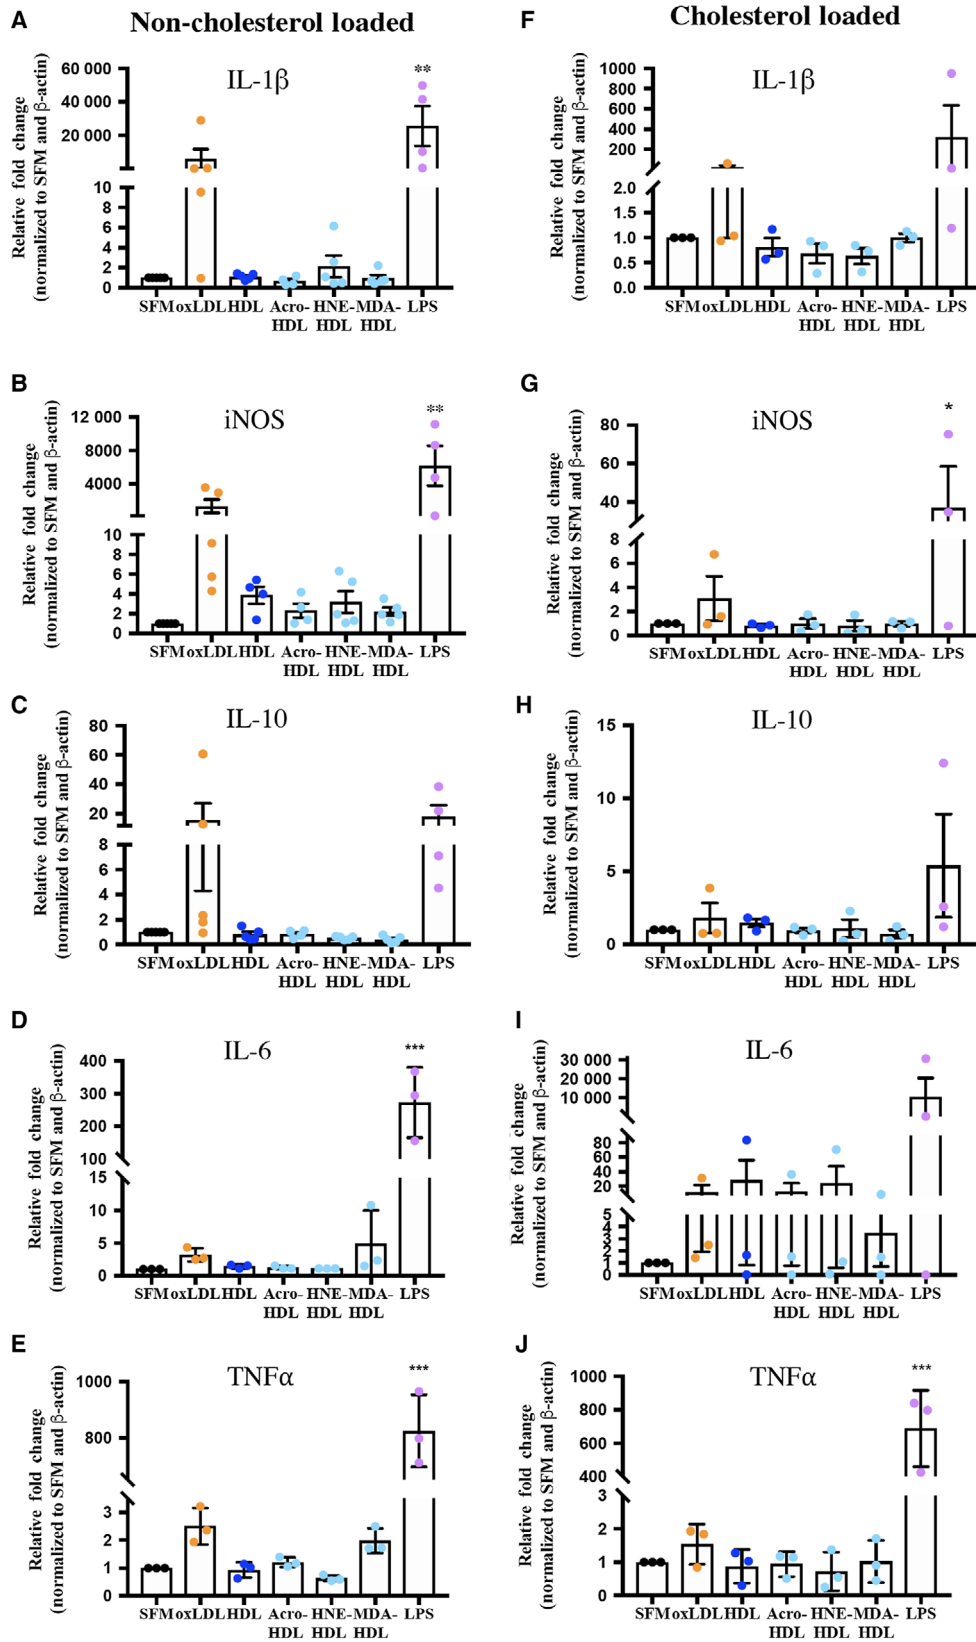 Non-cholesterol loaded
A
IL-1β
Relative fold change
(normalized to SFM and β-actin)
60 000
40 000
20 000
10
8
6
4
2
0
**
SFM oxLDL HDL Acro- HNE- MDA- LPS
HDL HDL HDL
B
iNOS
Relative fold change
(normalized to SFM and β-actin)
12 000
8000
4000
10
8
6
4
2
0
**
SFM oxLDL HDL Acro- HNE- MDA- LPS
HDL HDL HDL
C
IL-10
Relative fold change
(normalized to SFM and β-actin)
80
60
40
20
8
6
4
2
0
SFM oxLDL HDL Acro- HNE- MDA- LPS
HDL HDL HDL
D
IL-6
Relative fold change
(normalized to SFM and β-actin)
400
300
200
100
15
10
5
0
***
SFM oxLDL HDL Acro- HNE- MDA- LPS
HDL HDL HDL
E
TNFα
Relative fold change
(normalized to SFM and β-actin)
1000
800
3
2
1
0
***
SFM oxLDL HDL Acro- HNE- MDA- LPS
HDL HDL HDL
Cholesterol loaded
F
IL-1β
Relative fold change
(normalized to SFM and β-actin)
1000
800
600
400
200
2.0
1.5
1.0
0.5
0.0
SFM oxLDL HDL Acro- HNE- MDA- LPS
HDL HDL HDL
G
iNOS
Relative fold change
(normalized to SFM and β-actin)
80
60
40
8
6
4
2
0
*
SFM oxLDL HDL Acro- HNE- MDA- LPS
HDL HDL HDL
H
IL-10
Relative fold change
(normalized to SFM and β-actin)
15
10
5
0
SFM oxLDL HDL Acro- HNE- MDA- LPS
HDL HDL HDL
I
IL-6
Relative fold change
(normalized to SFM and β-actin)
30 000
20 000
10 000
80
60
40
20
5
4
3
2
1
0
SFM oxLDL HDL Acro- HNE- MDA- LPS
HDL HDL HDL
J
TNFα
Relative fold change
(normalized to SFM and β-actin)
1000
800
600
400
3
2
1
0
***
SFM oxLDL HDL Acro- HNE- MDA- LPS
HDL HDL HDL